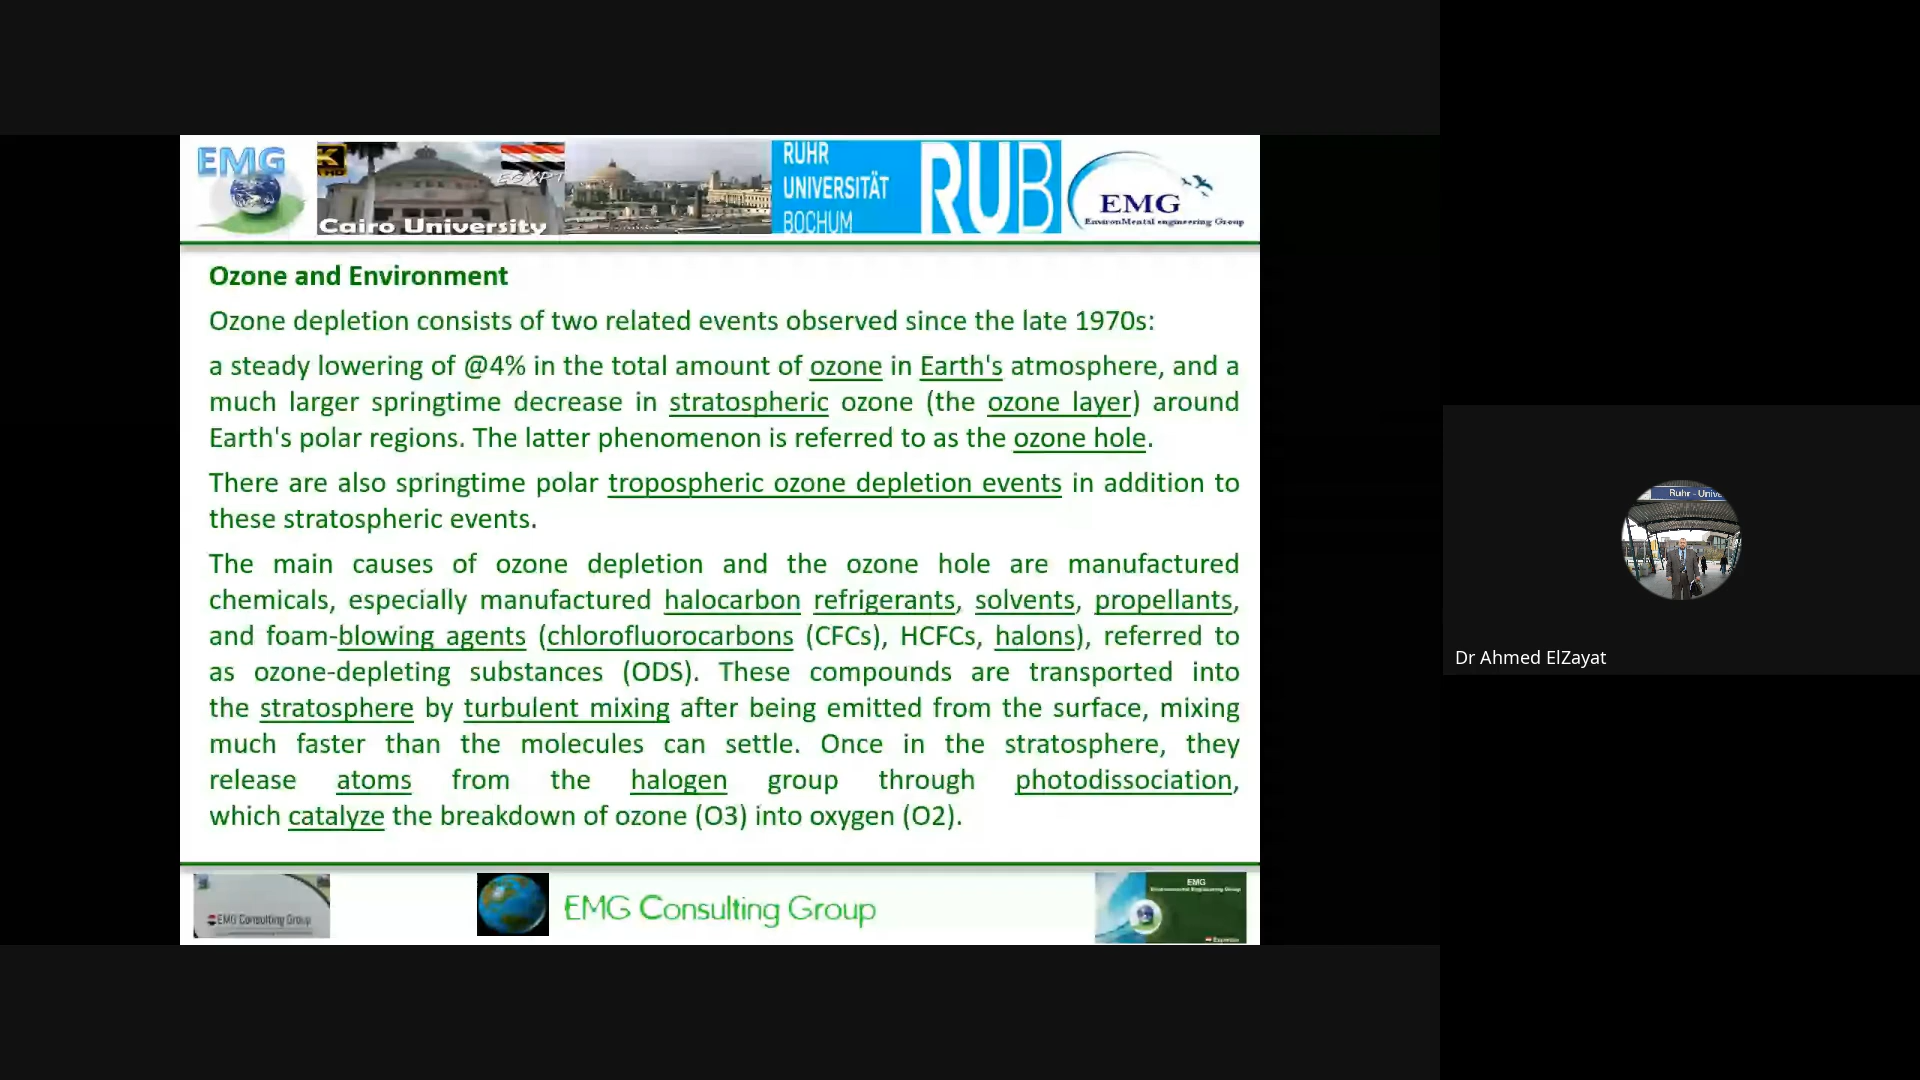 EMG
K
HD
EGYPT
Cairo University
RUHR
UNIVERSITÄT
BOCHUM
RUB
EMG
EnvironMental engineering Group
Ozone and Environment
Ozone depletion consists of two related events observed since the late 1970s:
a steady lowering of @4% in the total amount of ozone in Earth's atmosphere, and a
much larger springtime decrease in stratospheric ozone (the ozone layer) around
Earth's polar regions. The latter phenomenon is referred to as the ozone hole.
There are also springtime polar tropospheric ozone depletion events in addition to
these stratospheric events.
The main causes of ozone depletion and the ozone hole are manufactured
chemicals, especially manufactured halocarbon refrigerants, solvents, propellants,
and foam-blowing agents (chlorofluorocarbons (CFCs), HCFCs, halons), referred to
as ozone-depleting substances (ODS). These compounds are transported into
the stratosphere by turbulent mixing after being emitted from the surface, mixing
much faster than the molecules can settle. Once in the stratosphere, they
release atoms from the halogen group through photodissociation,
which catalyze the breakdown of ozone (O3) into oxygen (O2).
EMG Consulting Group
EMG Consulting Group
EMG
Environmental Engineering Group
Ruhr - Unive
Dr Ahmed ElZayat